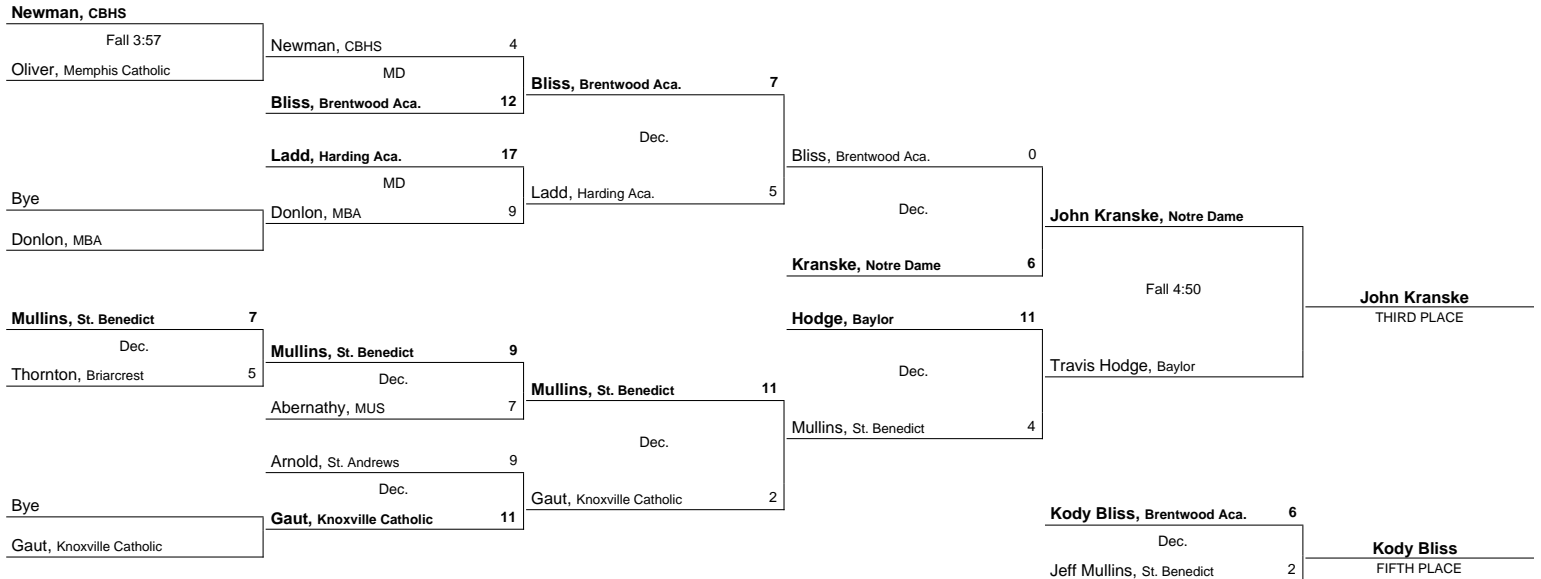 Newman, CBHS
Fall 3:57
Oliver, Memphis Catholic
Bye
Donlon, MBA
Mullins, St. Benedict 7
Dec.
Thornton, Briarcrest 5
Bye
Gaut, Knoxville Catholic
Newman, CBHS 4
MD
Bliss, Brentwood Aca. 12
Ladd, Harding Aca. 17
MD
Donlon, MBA 9
Mullins, St. Benedict 9
Dec.
Abernathy, MUS 7
Arnold, St. Andrews 9
Dec.
Gaut, Knoxville Catholic 11
Bliss, Brentwood Aca. 7
Dec.
Ladd, Harding Aca. 5
Mullins, St. Benedict 11
Dec.
Gaut, Knoxville Catholic 2
Bliss, Brentwood Aca. 0
Dec.
Kranske, Notre Dame 6
Hodge, Baylor 11
Dec.
Mullins, St. Benedict 4
John Kranske, Notre Dame
Fall 4:50
Travis Hodge, Baylor
Kody Bliss, Brentwood Aca. 6
Dec.
Jeff Mullins, St. Benedict 2
John Kranske
THIRD PLACE
Kody Bliss
FIFTH PLACE